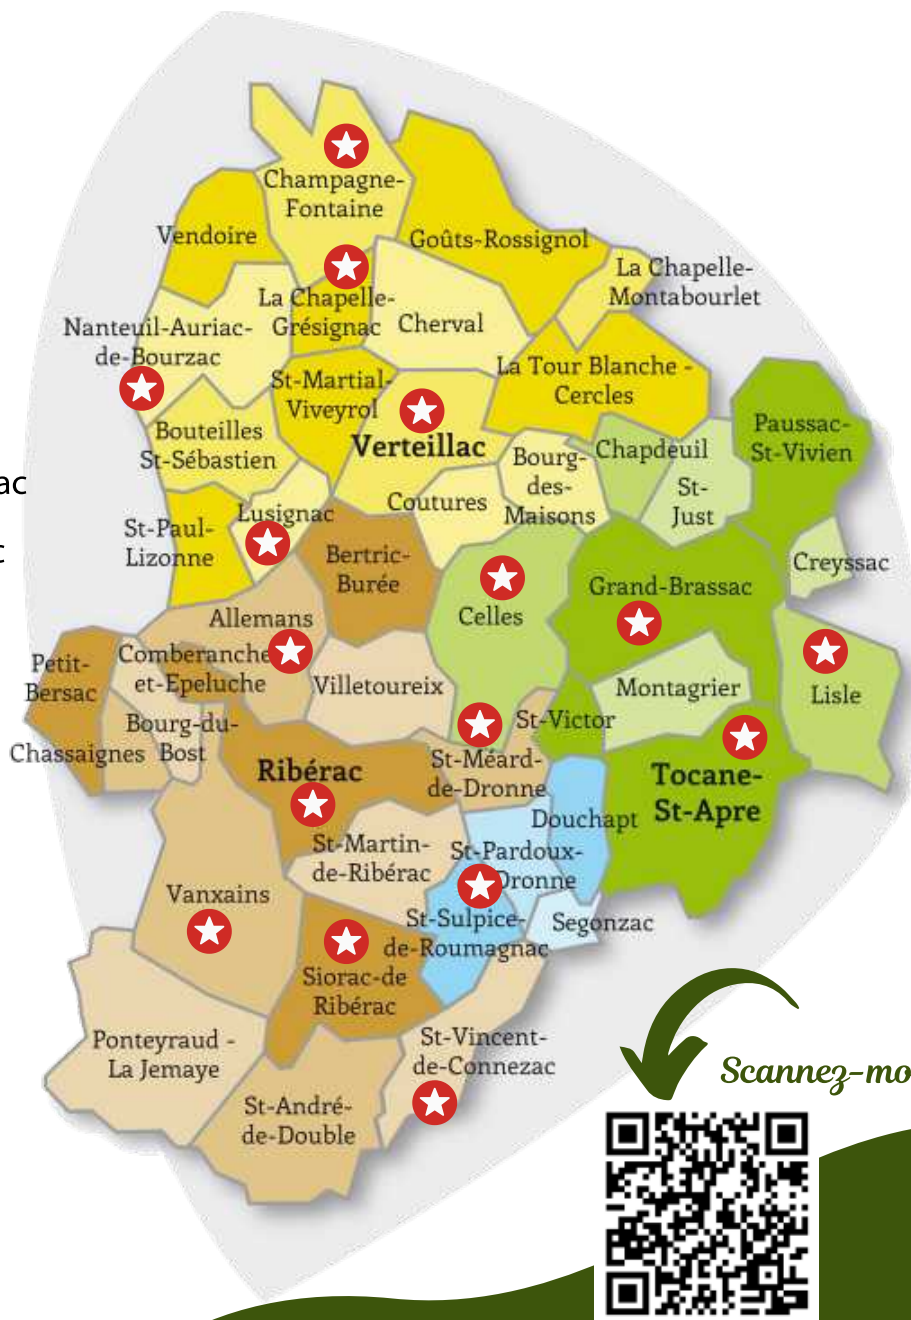 Champagne-
Fontaine
Vendoire
Goûts-Rossignol
La Chapelle-
Montabourlet
La Chapelle-
Grésignac
Cherval
Nanteuil-Auriac-
de-Bourzac
St-Martial-
Viveyrol
La Tour Blanche -
Cercles
Verteillac
Bouteilles
St-Sébastien
Bourg-
des-
Maisons
Chapdeuil
Paussac-
St-Vivien
St-
Just
ac
Coutures
Lusignac
St-Paul-
Lizonne
c
Bertric-
Burée
Creyssac
Grand-Brassac
Celles
Allemans
Comberanche
et-Epeluche
Petit-
Bersac
Villetoureix
Montagrier
Lisle
Bourg-du-
Bost
Chassaignes
St-Victor
Ribérac
St-Méard-
de-Dronne
Tocane-
St-Apre
Douchapt
St-Martin-
de-Ribérac
St-Pardoux-
Dronne
Vanxains
St-Sulpice-
de-Roumagnac
Segonzac
Siorac-de
Ribérac
Ponteyraud -
La Jemaye
St-Vincent-
de-Connezac
St-André-
de-Double
Scannez-mo